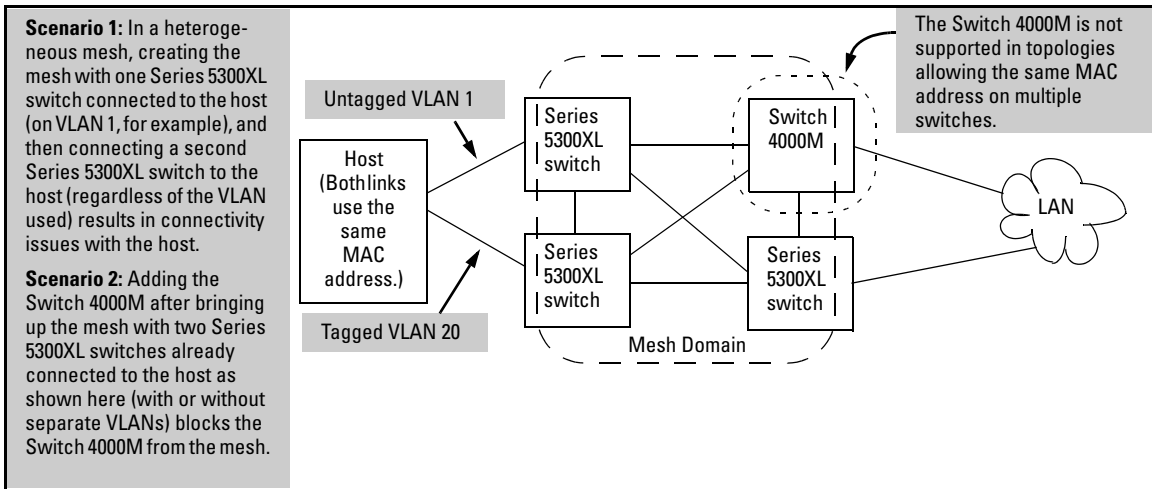 Scenario 1: In a heteroge-
neous mesh, creating the
mesh with one Series 5300XL
switch connected to the host
(on VLAN 1, for example), and
then connecting a second
Series 5300XL switch to the
host (regardless of the VLAN
used) results in connectivity
issues with the host.
Scenario 2: Adding the
Switch 4000M after bringing
up the mesh with two Series
5300XL switches already
connected to the host as
shown here (with or without
separate VLANs) blocks the
Switch 4000M from the mesh.
Untagged VLAN 1
Host
(Both links
use the
same
MAC
address.)
Tagged VLAN 20
Series
5300XL
switch
Series
5300XL
switch
Switch
4000M
Series
5300XL
switch
Mesh Domain
The Switch 4000M is not
supported in topologies
allowing the same MAC
address on multiple
switches.
LAN